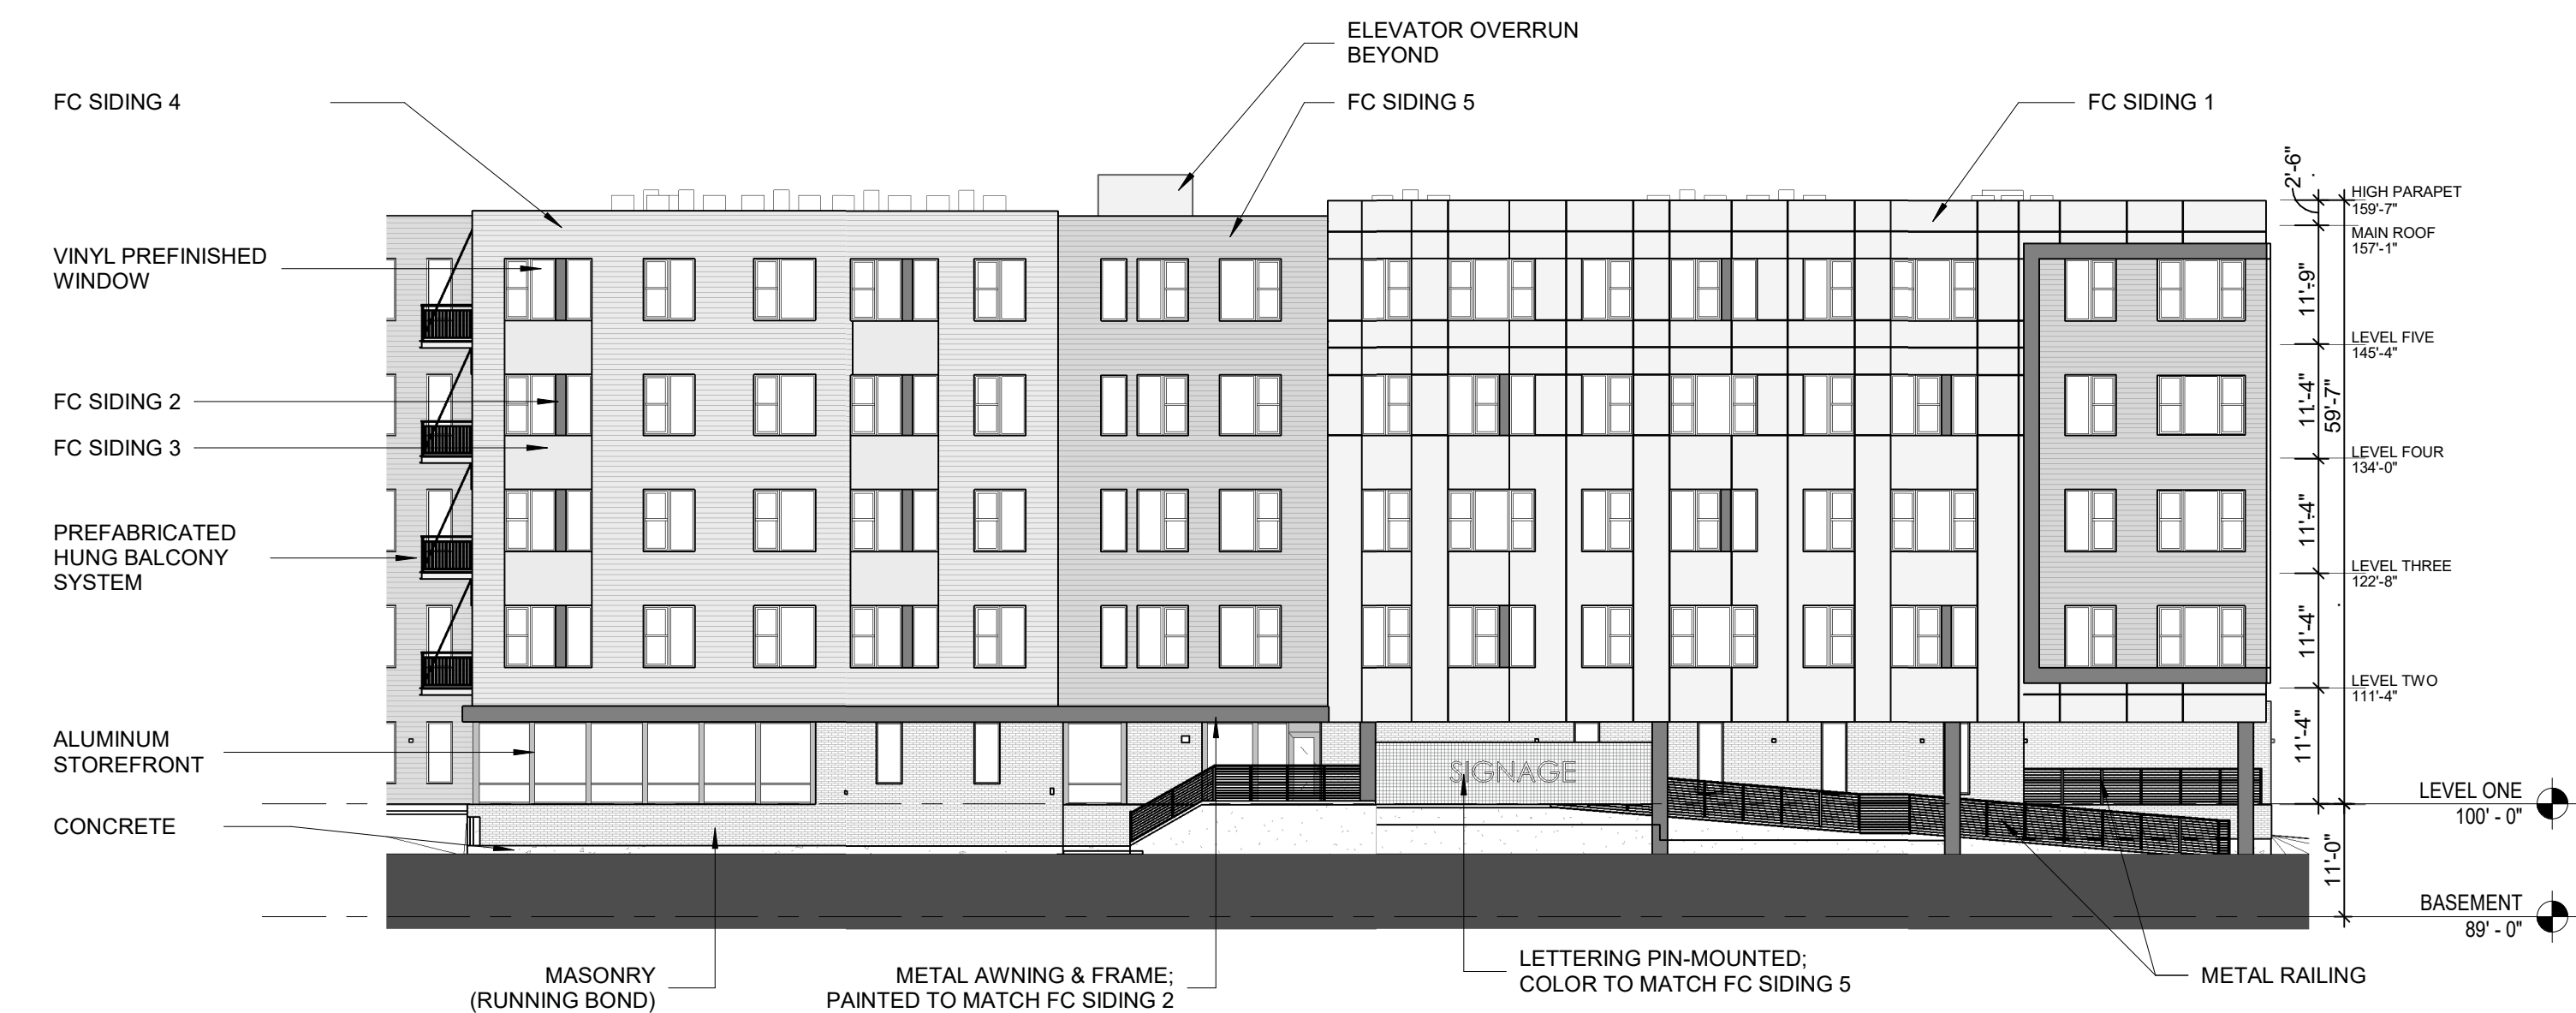 ELEVATOR OVERRUN
BEYOND
FC SIDING 4
FC SIDING 5
FC SIDING 1
VINYL PREFINISHED
WINDOW
FC SIDING 2
FC SIDING 3
PREFABRICATED
HUNG BALCONY
SYSTEM
ALUMINUM
STOREFRONT
CONCRETE
SIGNAGE
2'-6"
HIGH PARAPET
159'-7"
MAIN ROOF
157'-1"
11'-9"
LEVEL FIVE
145'-4"
11'-4"
59'-7"
LEVEL FOUR
134'-0"
11'-4"
LEVEL THREE
122'-8"
11'-4"
LEVEL TWO
111'-4"
11'-4"
LEVEL ONE
100' - 0"
11'-0"
BASEMENT
89' - 0"
MASONRY
(RUNNING BOND)
METAL AWNING & FRAME;
PAINTED TO MATCH FC SIDING 2
LETTERING PIN-MOUNTED;
COLOR TO MATCH FC SIDING 5
METAL RAILING